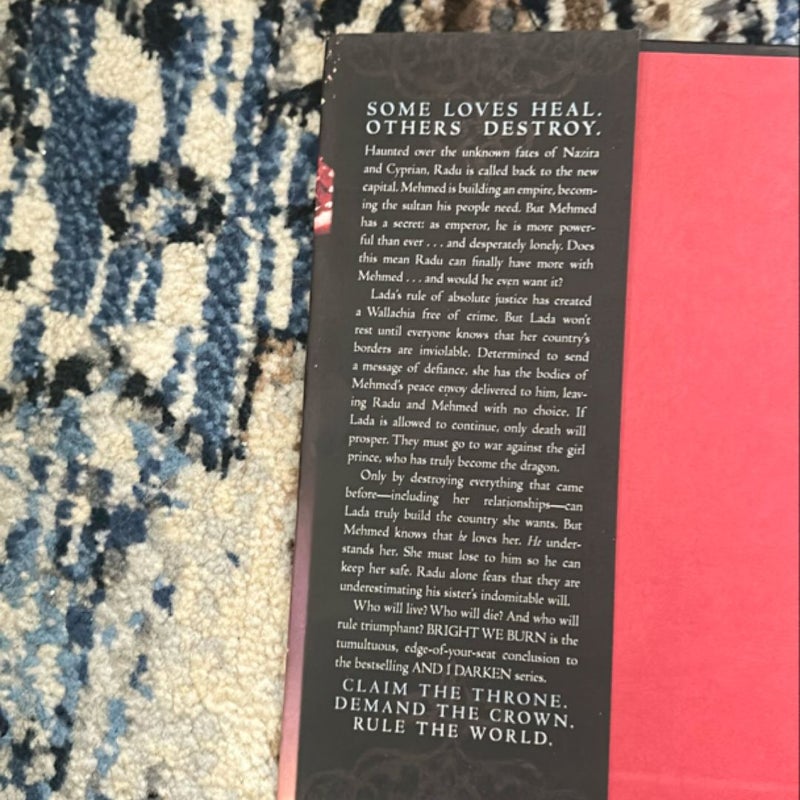 SOME LOVES HEAL.
OTHERS DESTROY.
Haunted over the unknown fates of Nazira
and Cyprian, Radu is called back to the new
capital. Mehmed is building an empire, becom-
ing the sultan his people need. But Mehmed
has a secret: as emperor, he is more power-
ful than ever . . . and desperately lonely. Does
this mean Radu can finally have more with
Mehmed . . . and would he even want it?
Lada's rule of absolute justice has created
a Wallachia free of crime. But Lada won't
rest until everyone knows that her country's
borders are inviolable. Determined to send
a message of defiance, she has the bodies of
Mehmed's peace envoy delivered to him, leav-
ing Radu and Mehmed with no choice. If
Lada is allowed to continue, only death will
prosper. They must go to war against the girl
prince, who has truly become the dragon.
Only by destroying everything that came
before—including her relationships—can
Lada truly build the country she wants. But
Mehmed knows that he loves her. He under-
stands her. She must lose to him so he can
keep her safe. Radu alone fears that they are
underestimating his sister's indomitable will.
Who will live? Who will die? And who will
rule triumphant? BRIGHT WE BURN is the
tumultuous, edge-of-your-seat conclusion to
the bestselling AND I DARKEN series.
CLAIM THE THRONE.
DEMAND THE CROWN.
RULE THE WORLD.